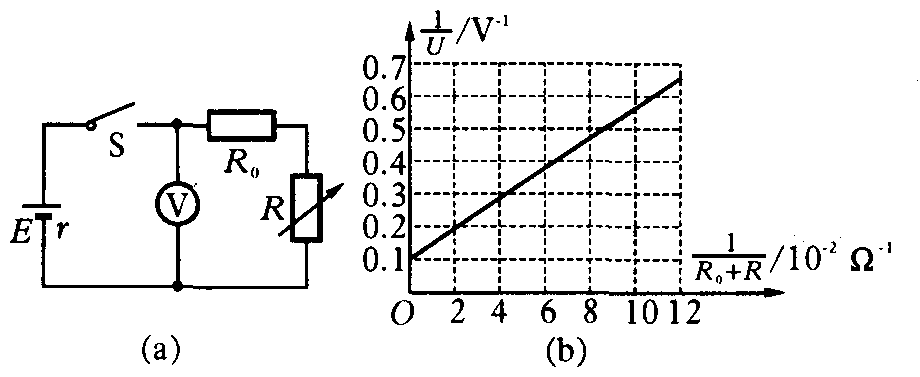 S
R₀
V
R
E r
(a)
1/U /V⁻¹
0.7
0.6
0.5
0.4
0.3
0.2
0.1
O 2 4 6 8 10 12
1/(R₀+R) /10⁻² Ω⁻¹
(b)